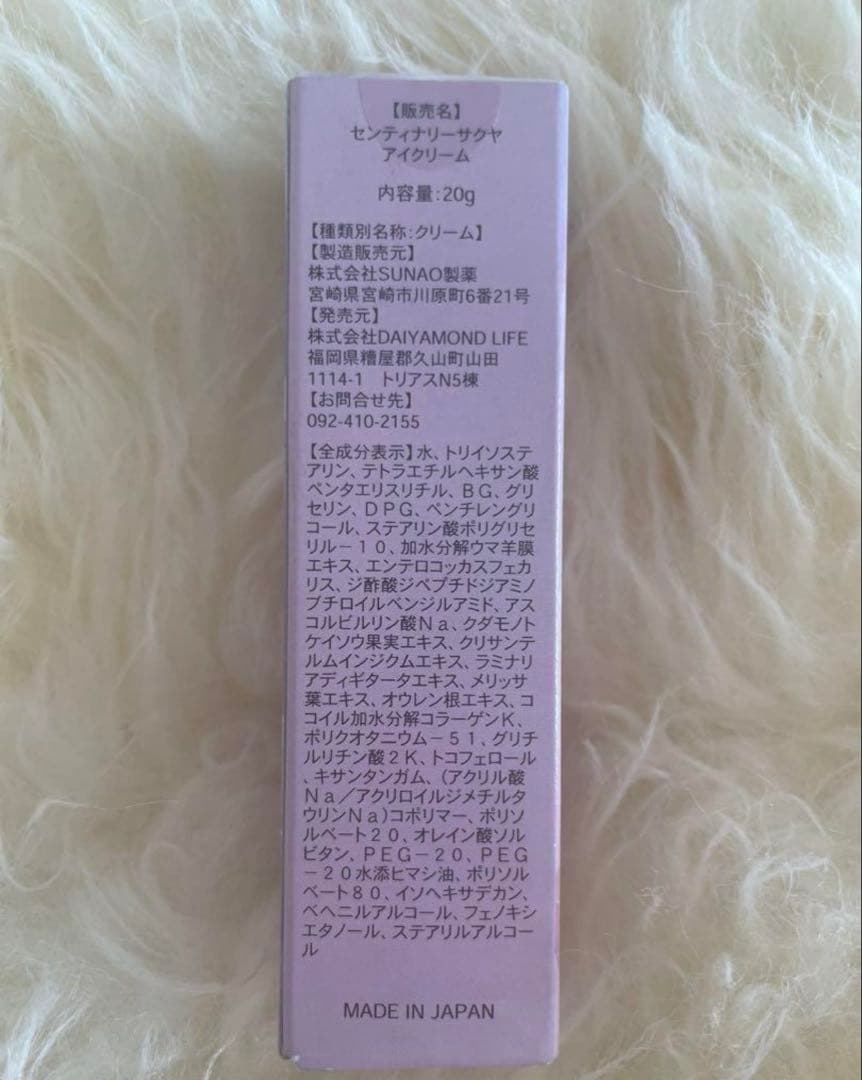 【販売名】
センティナリーサクヤ
アイクリーム
内容量:20g
【種類別名称:クリーム】
【製造販売元】
株式会社SUNAO製薬
宮崎県宮崎市川原町6番21号
【発売元】
株式会社DAIYAMOND LIFE
福岡県糟屋郡久山町山田
1114-1 トリアスN5棟
【お問合せ先】
092-410-2155
【全成分表示】水、トリイソステ
アリン、テトラエチルヘキサン酸
ペンタエリスリチル、BG、グリ
セリン、DPG、ペンチレングリ
コール、ステアリン酸ポリグリセ
リル-10、加水分解ウマ羊膜
エキス、エンテロコッカスフェカ
リス、ジ酢酸ジペプチドジアミノ
ブチロイルベンジルアミド、アス
コルビルリン酸Na、クダモノト
ケイソウ果実エキス、クリサンテ
ルムインジクムエキス、ラミナリ
アディギタータエキス、メリッサ
葉エキス、オウレン根エキス、コ
コイル加水分解コラーゲンK、
ポリクオタニウム-51、グリチ
ルリチン酸2K、トコフェロール
、キサンタンガム、(アクリル酸
Na/アクリロイルジメチルタ
ウリンNa)コポリマー、ポリソ
ルベート20、オレイン酸ソル
ビタン、PEG-20、PEG
-20水添ヒマシ油、ポリソル
ベート80、イソヘキサデカン、
ベヘニルアルコール、フェノキシ
エタノール、ステアリルアルコー
ル
MADE IN JAPAN